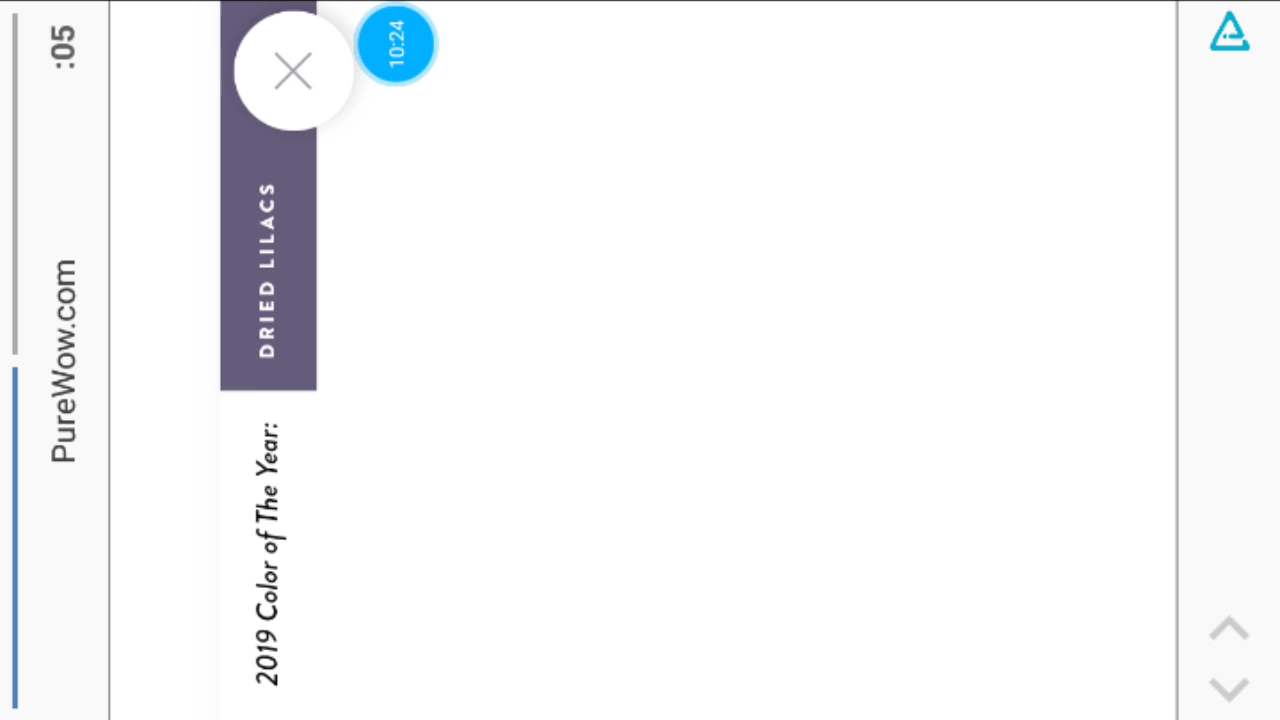 :05
PureWow.com
10:24
2019 Color of The Year:
DRIED LILACS